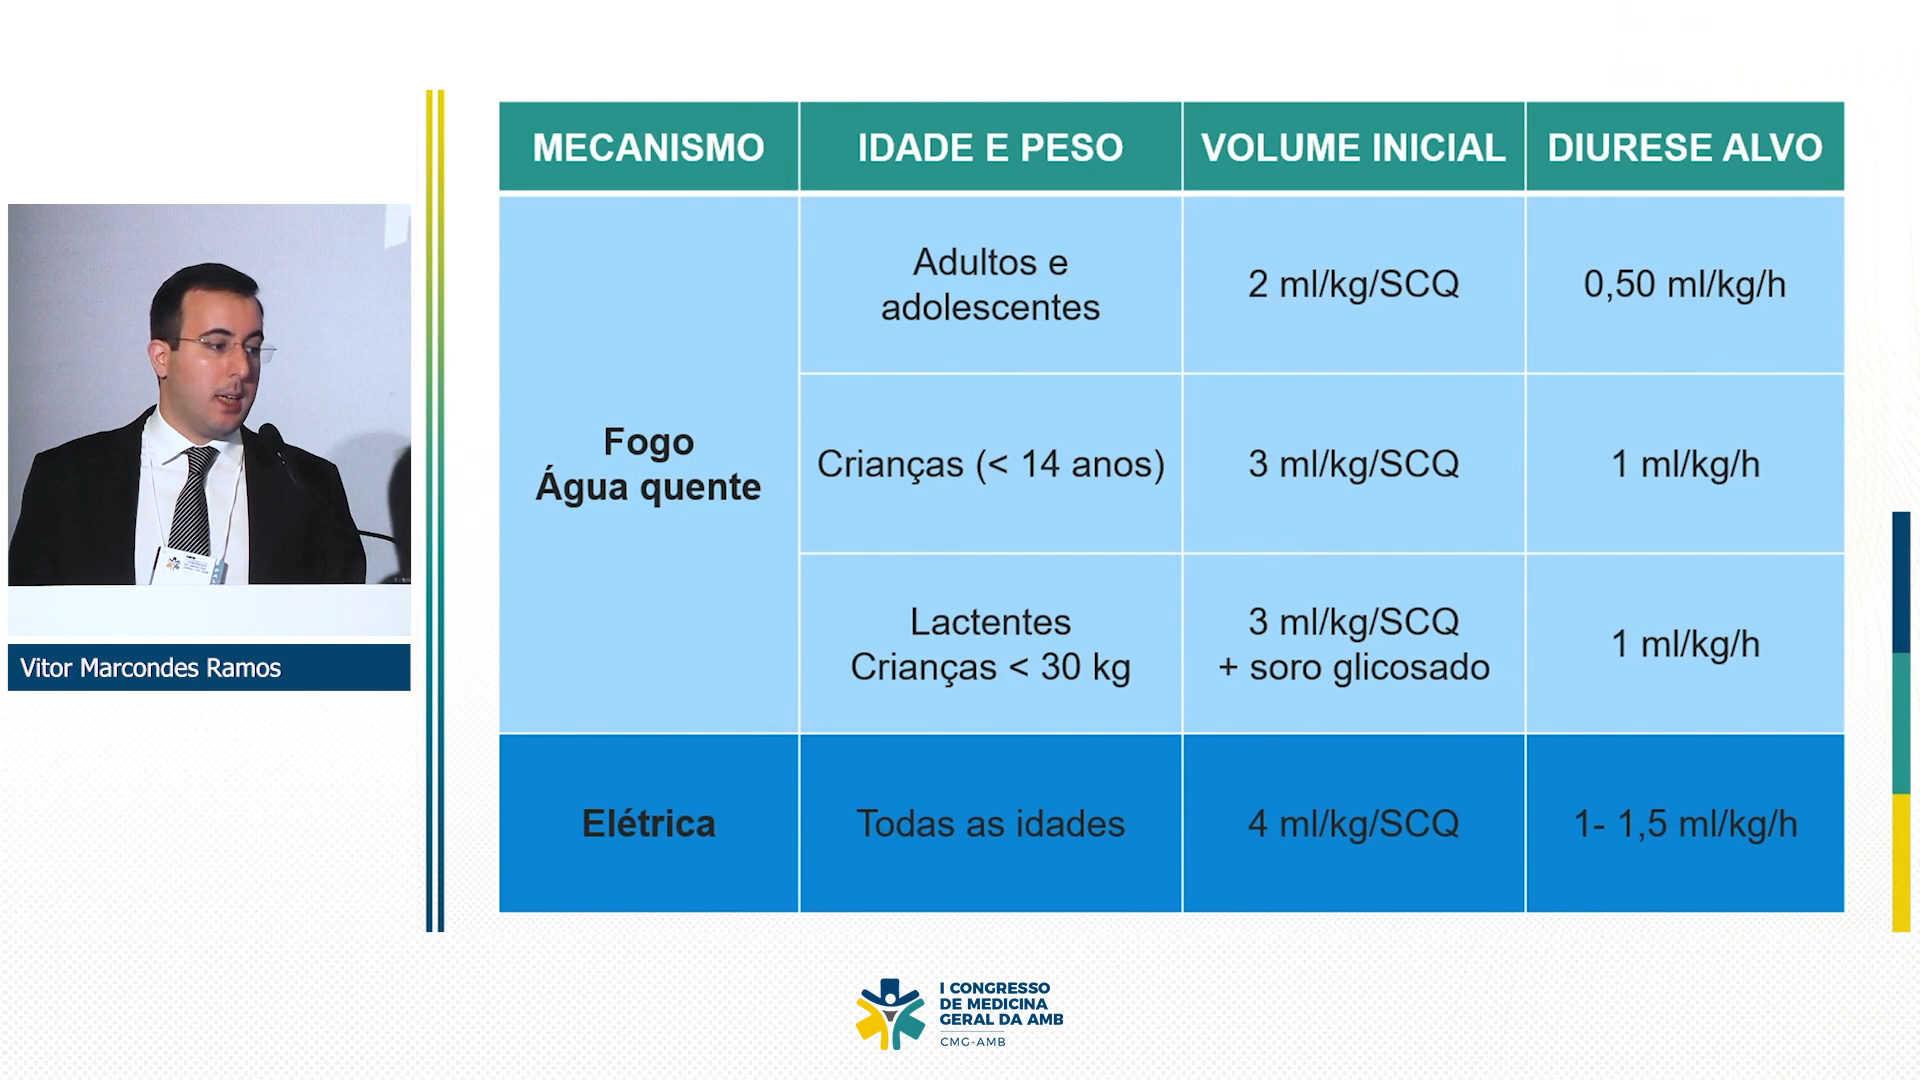 MECANISMO
IDADE E PESO
VOLUME INICIAL
DIURESE ALVO
Fogo
Água quente
Adultos e
adolescentes
2 ml/kg/SCQ
0,50 ml/kg/h
Crianças (< 14 anos)
3 ml/kg/SCQ
1 ml/kg/h
Lactentes
Crianças < 30 kg
3 ml/kg/SCQ
+ soro glicosado
1 ml/kg/h
Elétrica
Todas as idades
4 ml/kg/SCQ
1- 1,5 ml/kg/h
Vitor Marcondes Ramos
I CONGRESSO
DE MEDICINA
GERAL DA AMB
CMG-AMB